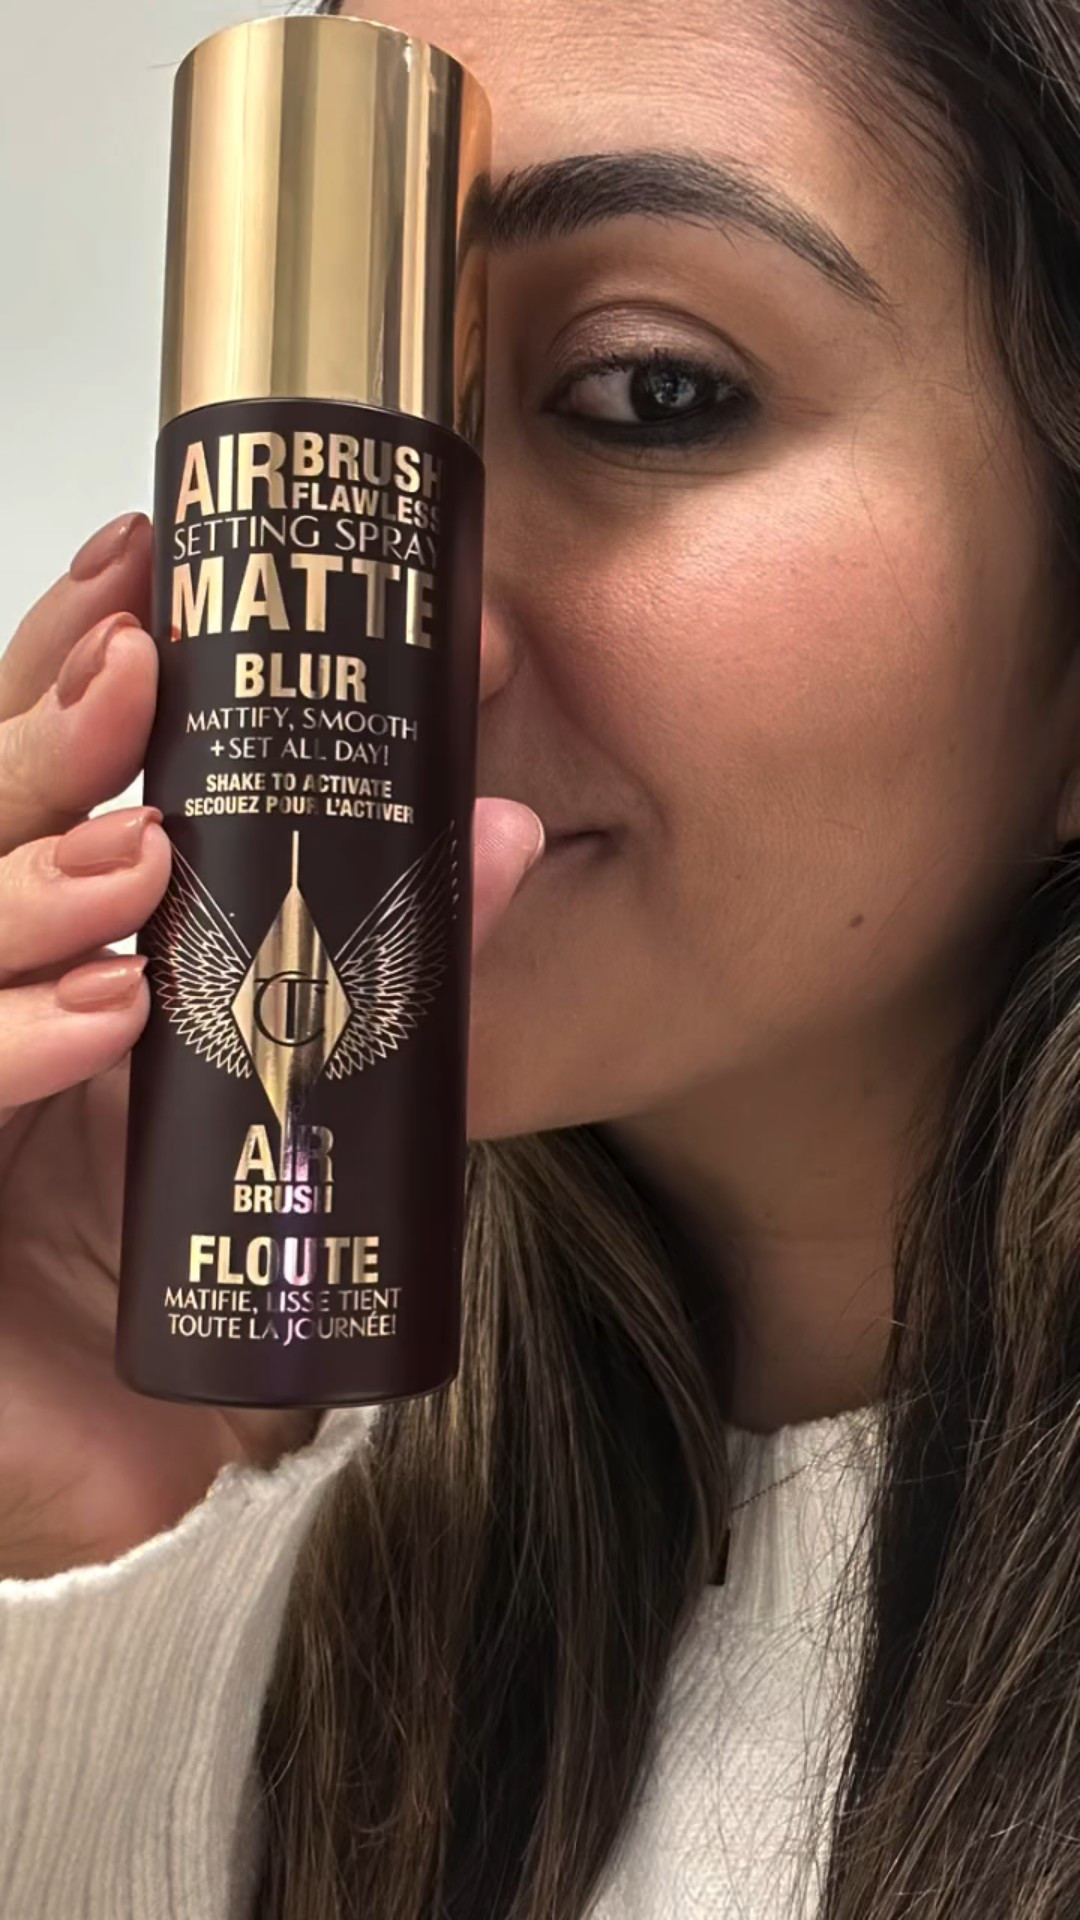 AIRBRUSH
FLAWLESS
SETTING SPRAY
MATTE
BLUR
MATTIFY, SMOOTH
+ SET ALL DAY!
SHAKE TO ACTIVATE
SECOUEZ POUR L'ACTIVER
CT
AIR
BRUSH
FLOUTE
MATIFIE, LISSE TIENT
TOUTE LA JOURNÉE!